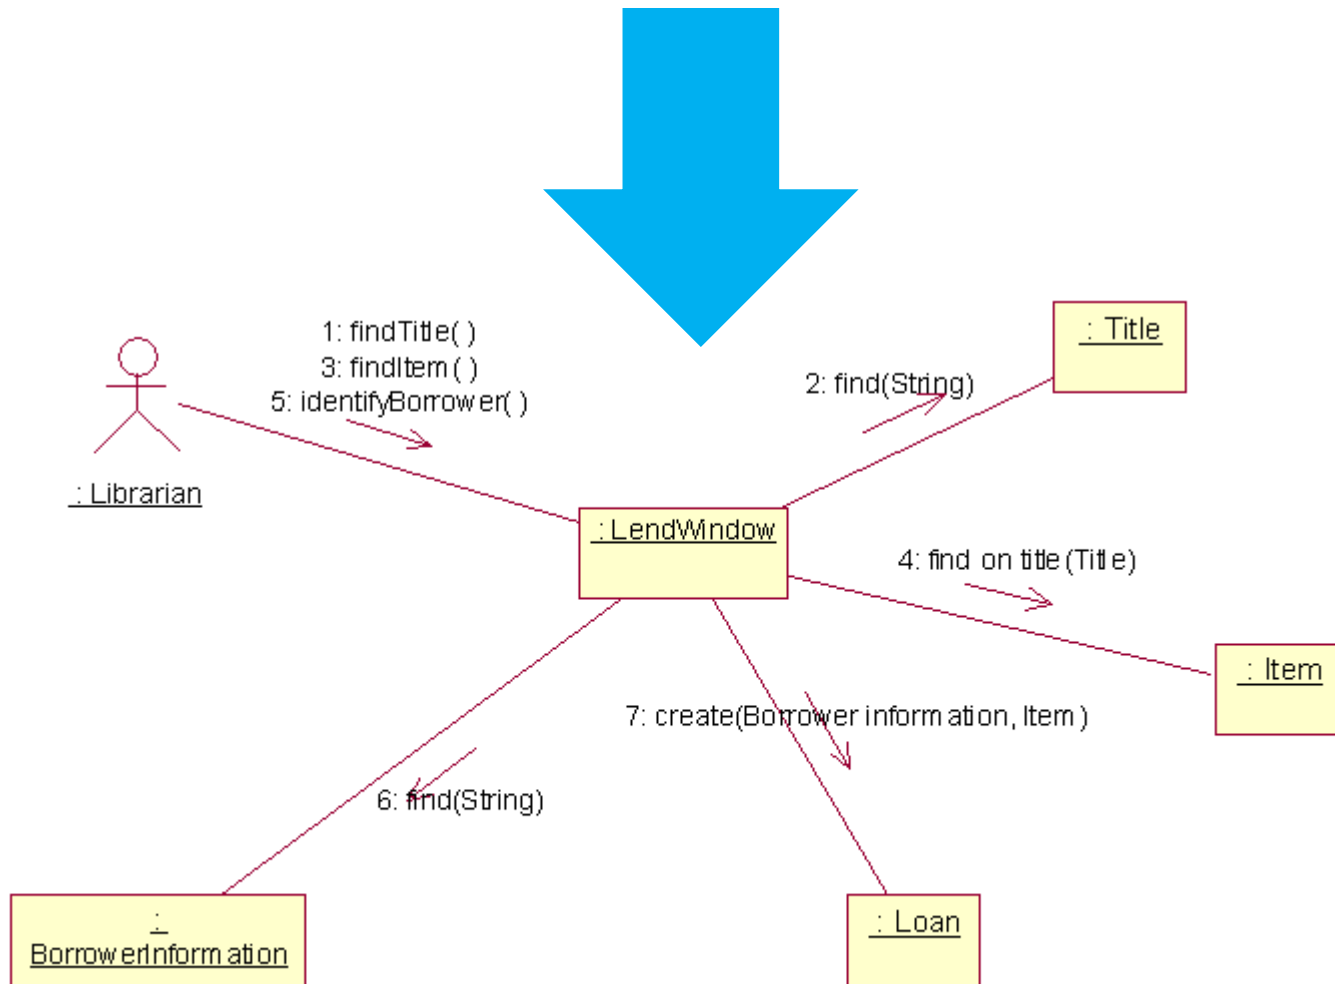 1: findTitle( )
3: findItem( )
5: identifyBorrower( )
: Librarian
: Title
2: find(String)
: LendWindow
4: find on title(Title)
: Item
7: create(Borrower information, Item)
6: find(String)
:
BorrowerInformation
: Loan